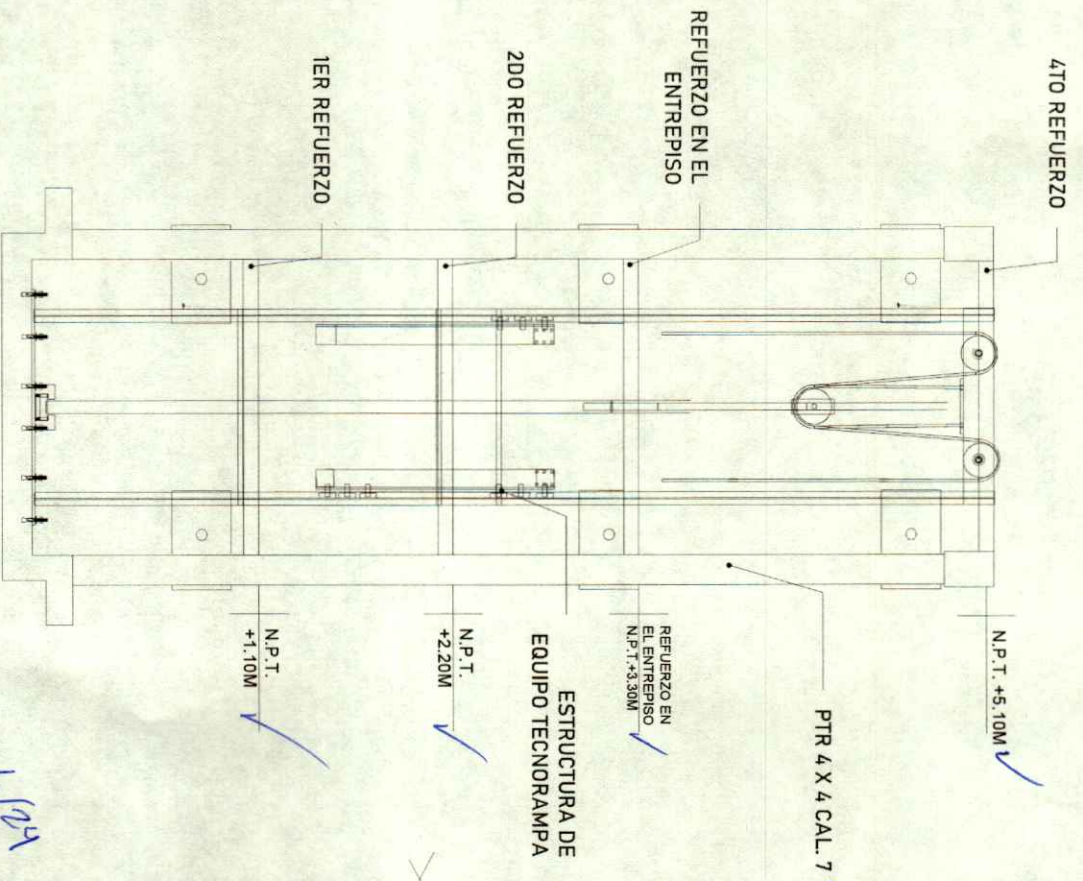 4TO REFUERZO
REFUERZO EN EL
ENTREPISO
2DO REFUERZO
1ER REFUERZO
N.P.T. +5.10M
PTR 4 X 4 CAL. 7
REFUERZO EN
EL ENTREPISO
N.P.T.+3.30M
ESTRUCTURA DE
EQUIPO TECNORAMPA
N.P.T.
+2.20M
N.P.T.
+1.10M